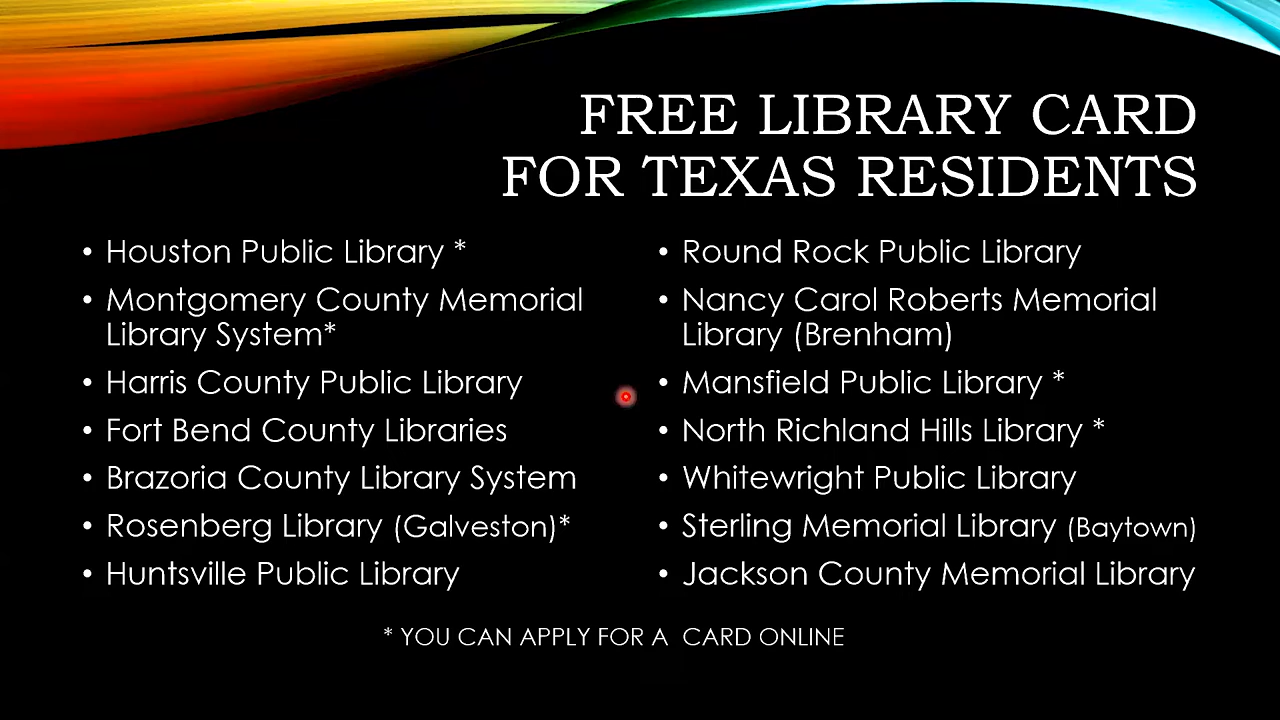 FREE LIBRARY CARD
FOR TEXAS RESIDENTS
• Houston Public Library *
• Montgomery County Memorial
Library System*
• Harris County Public Library
• Fort Bend County Libraries
• Brazoria County Library System
• Rosenberg Library (Galveston)*
• Huntsville Public Library
• Round Rock Public Library
• Nancy Carol Roberts Memorial
Library (Brenham)
• Mansfield Public Library *
• North Richland Hills Library *
• Whitewright Public Library
• Sterling Memorial Library (Baytown)
• Jackson County Memorial Library
* YOU CAN APPLY FOR A CARD ONLINE